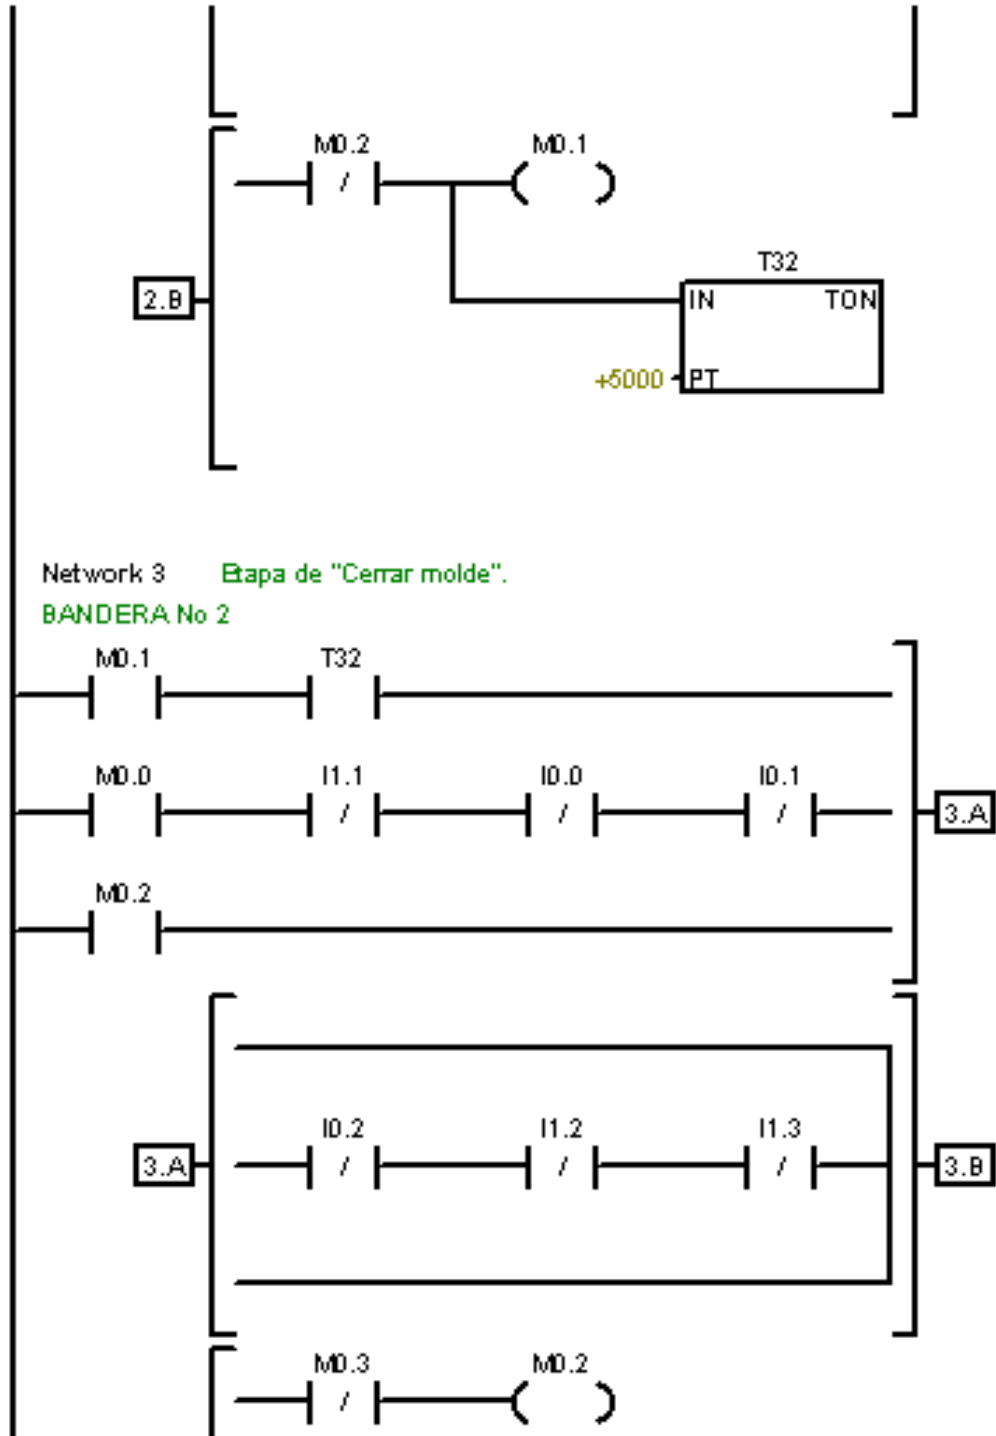 M0.2 M0.1
/
T32
2.B IN TON
+5000 PT
Network 3 Etapa de "Cerrar molde".
BANDERA No 2
M0.1 T32
M0.0 I1.1 I0.0 I0.1
/ / / 3.A
M0.2
I0.2 I1.2 I1.3
3.A / / / 3.B
M0.3 M0.2
/